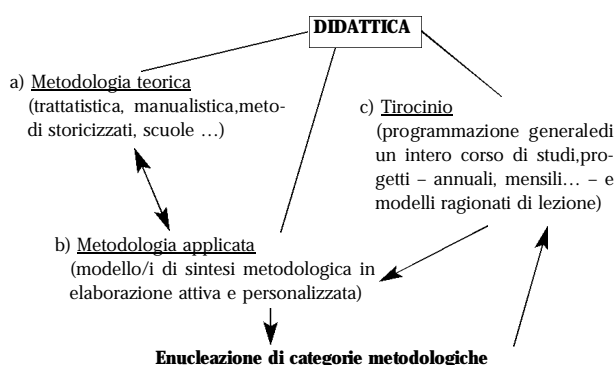 DIDATTICA
a) Metodologia teorica
(trattatistica, manualistica,meto-
di storicizzati, scuole …)
c) Tirocinio
(programmazione generaledi
un intero corso di studi,pro-
getti – annuali, mensili… – e
modelli ragionati di lezione)
b) Metodologia applicata
(modello/i di sintesi metodologica in
elaborazione attiva e personalizzata)
Enucleazione di categorie metodologiche